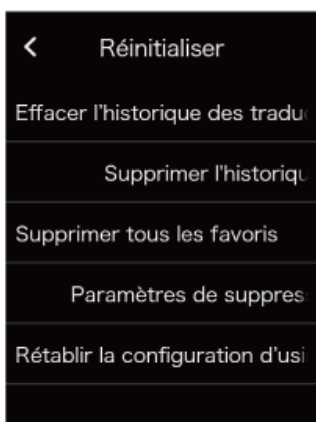 Réinitialiser
Effacer l'historique des tradu
Supprimer l'historiqu
Supprimer tous les favoris
Paramètres de suppres
Rétablir la configuration d'usi